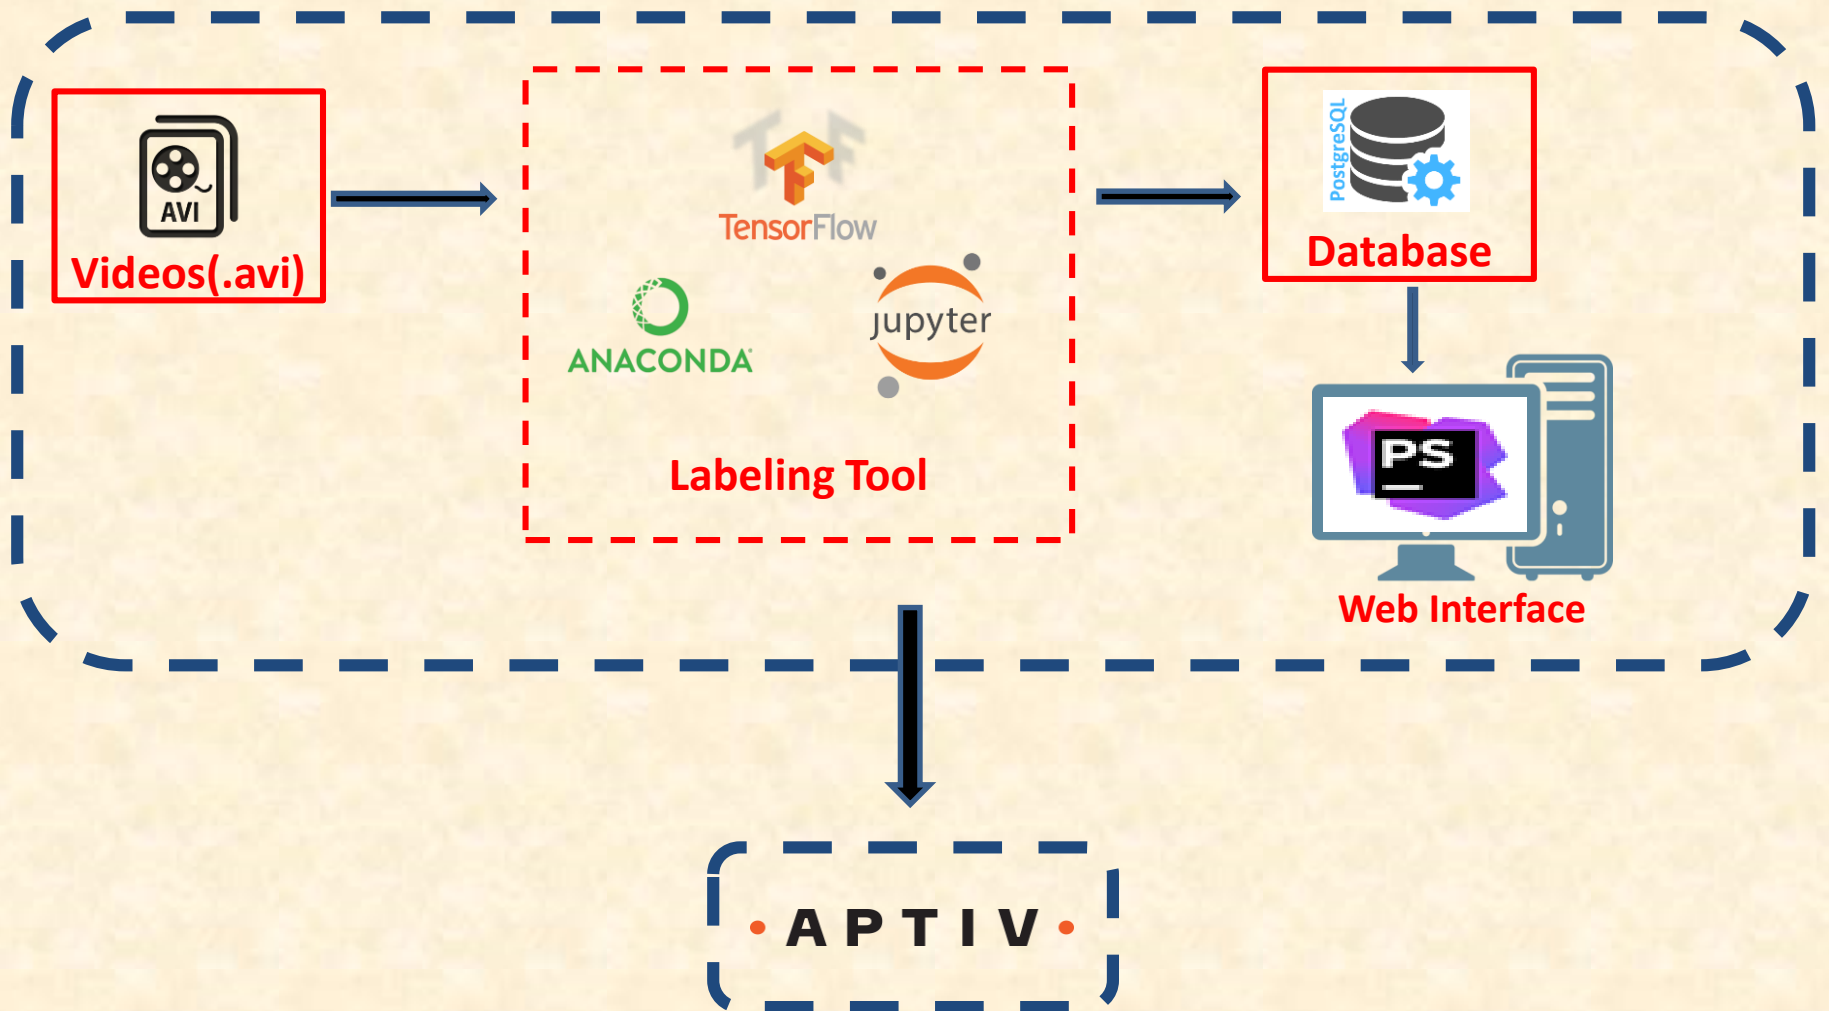 AVI
Videos(.avi)
TensorFlow
ANACONDA
jupyter
Labeling Tool
PostgreSQL
Database
PS
Web Interface
APTIV